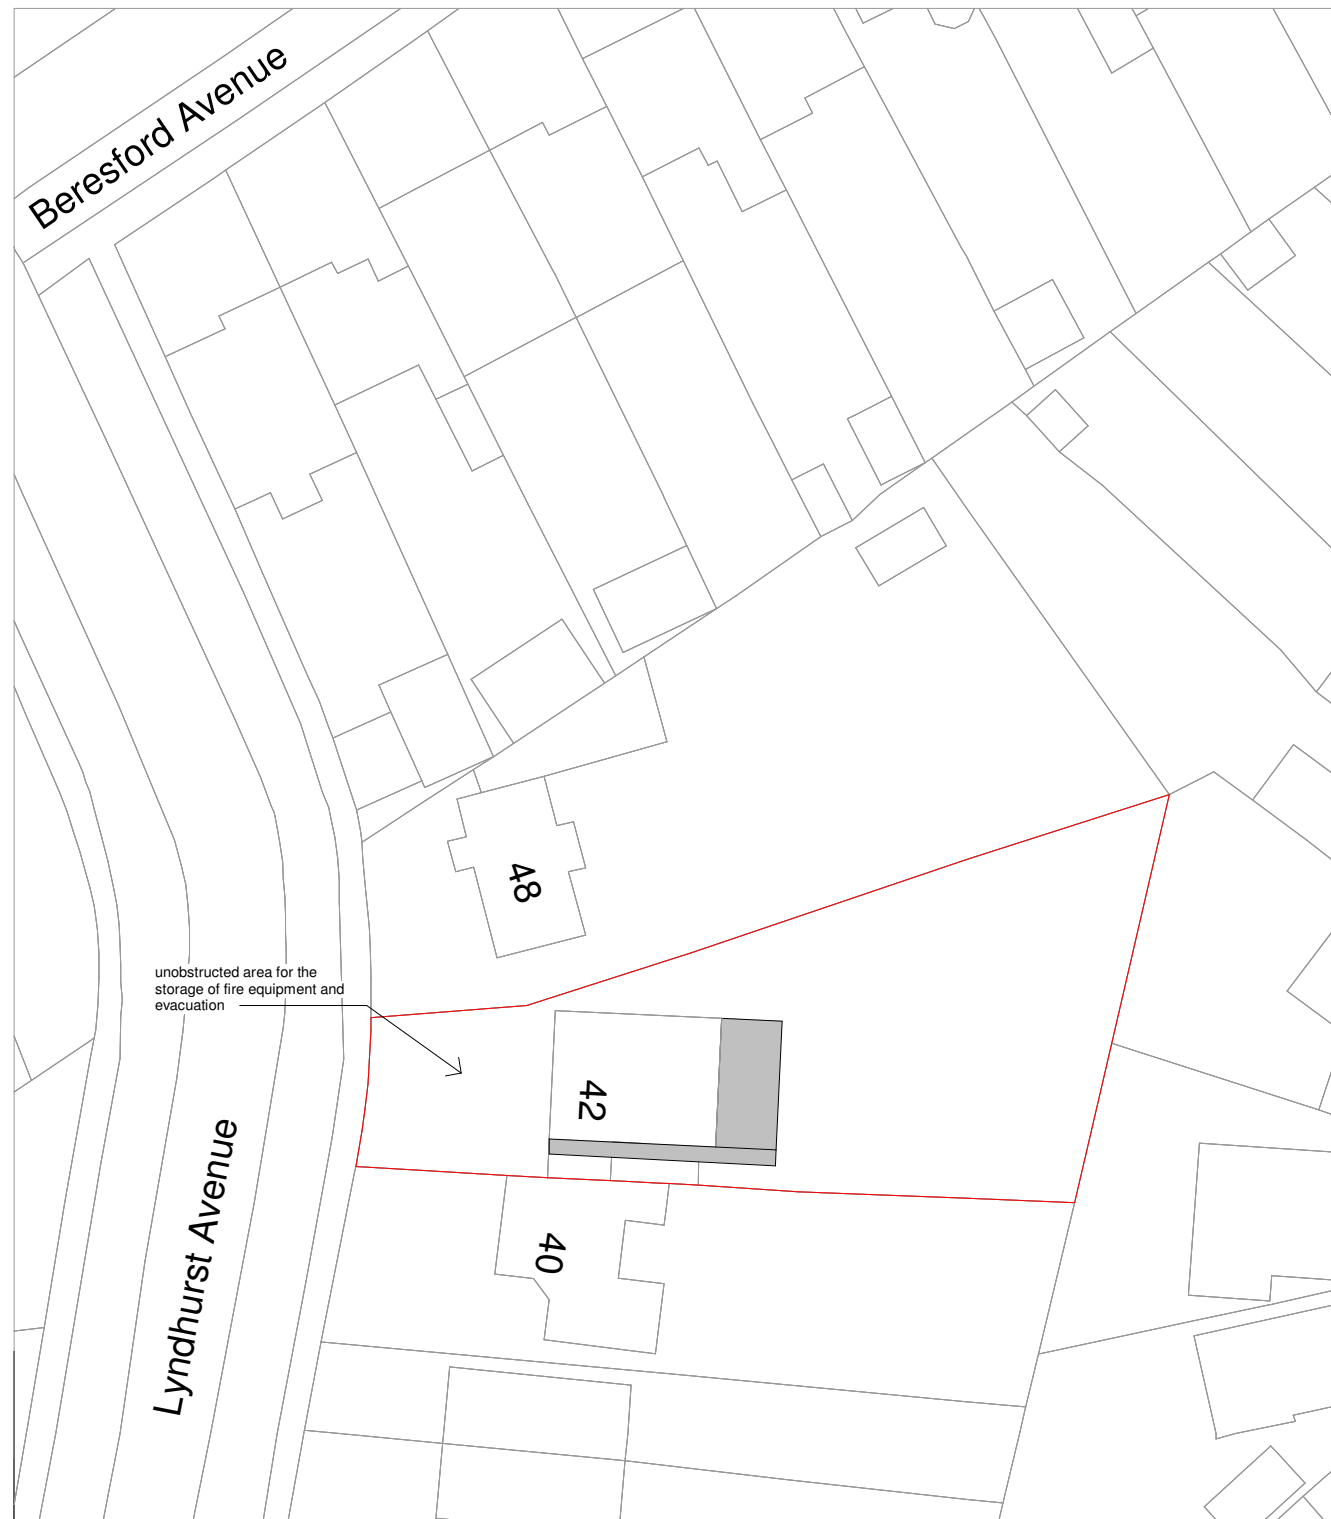 Beresford Avenue
48
unobstructed area for the
storage of fire equipment and
evacuation
42
Lyndhurst Avenue
40